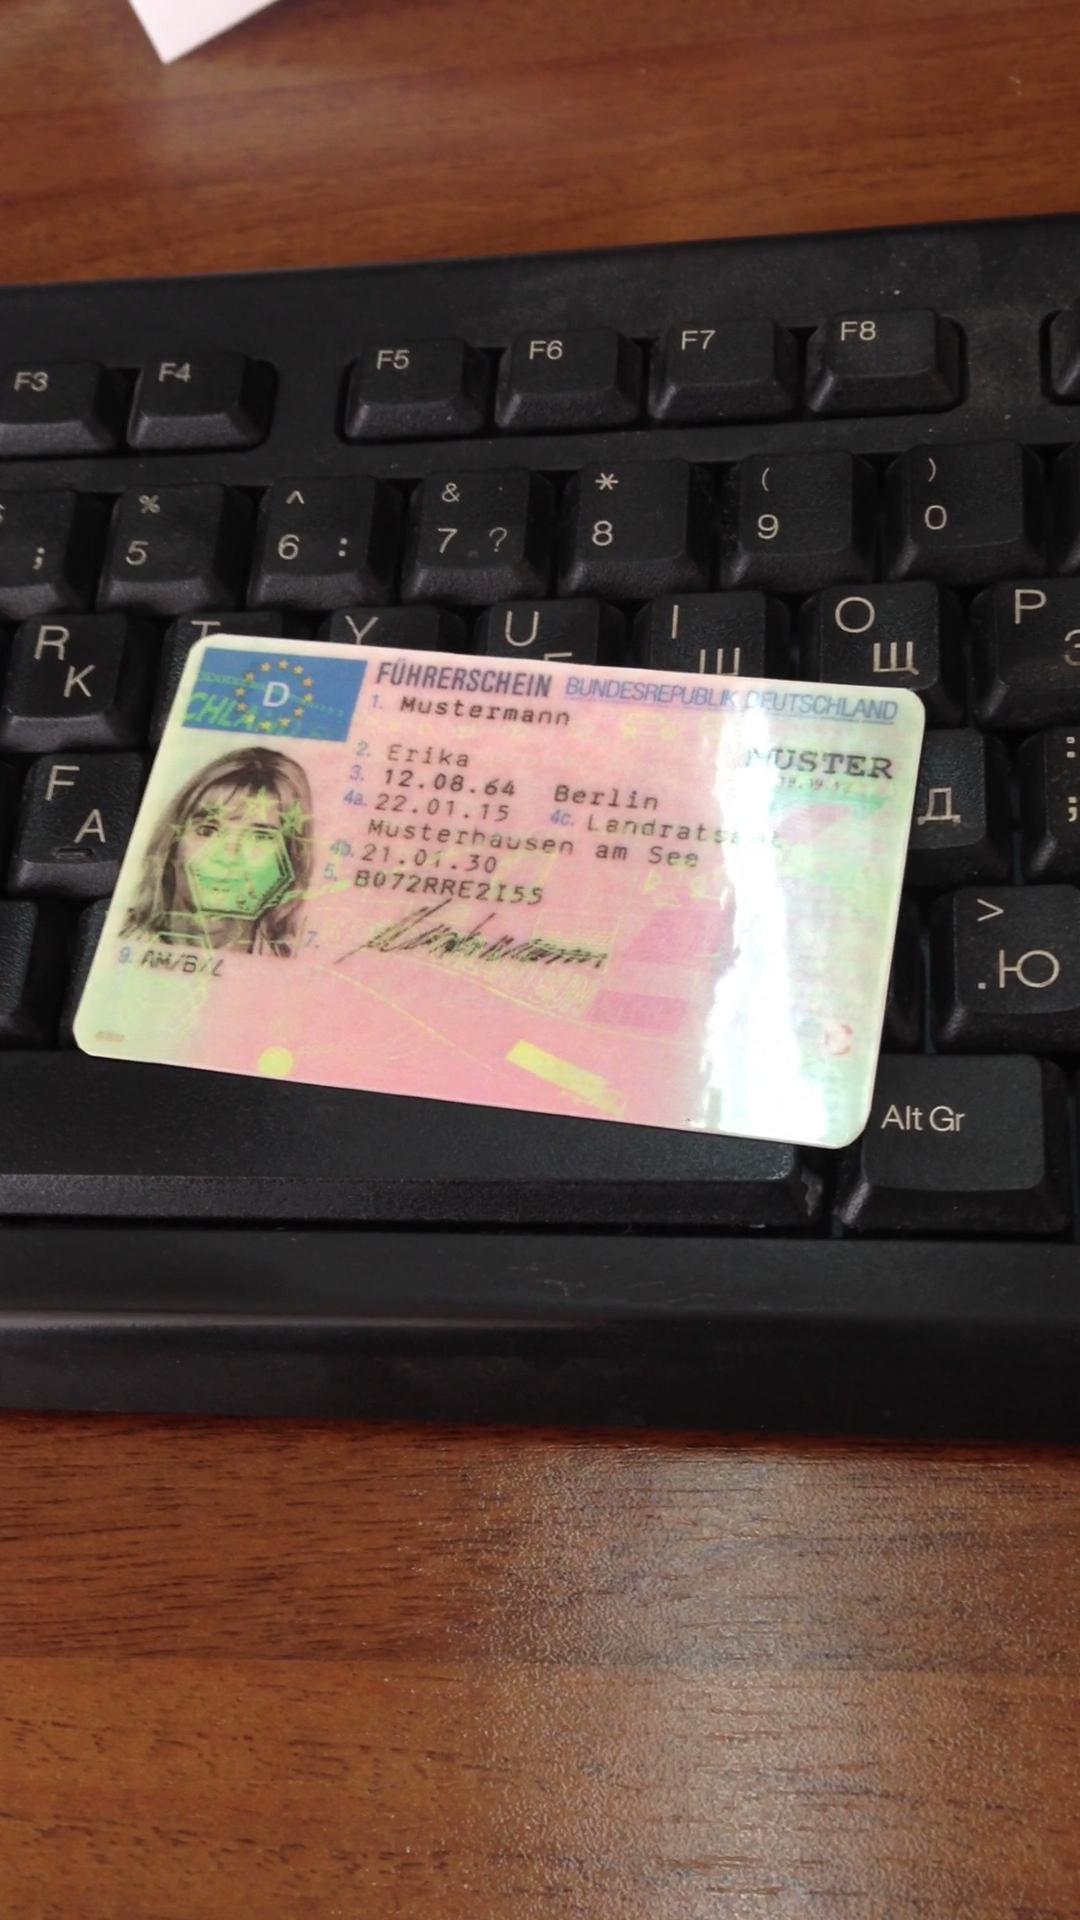 F3 F4 F5 F6 F7 F8
; % 5 ^ 6 : & 7 ? * 8 ( 9 ) 0
R K T Y U I Ш O Щ P
F А Д
> . Ю
Alt Gr
D
FÜHRERSCHEIN BUNDESREPUBLIK DEUTSCHLAND
1. Mustermann
MUSTER
2. Erika
3. 12.08.64 Berlin
4a. 22.01.15 4c. Landratsamt
Musterhausen am See
4b. 21.01.30
5. B072RRE2I55
7.
9. AM/B/L